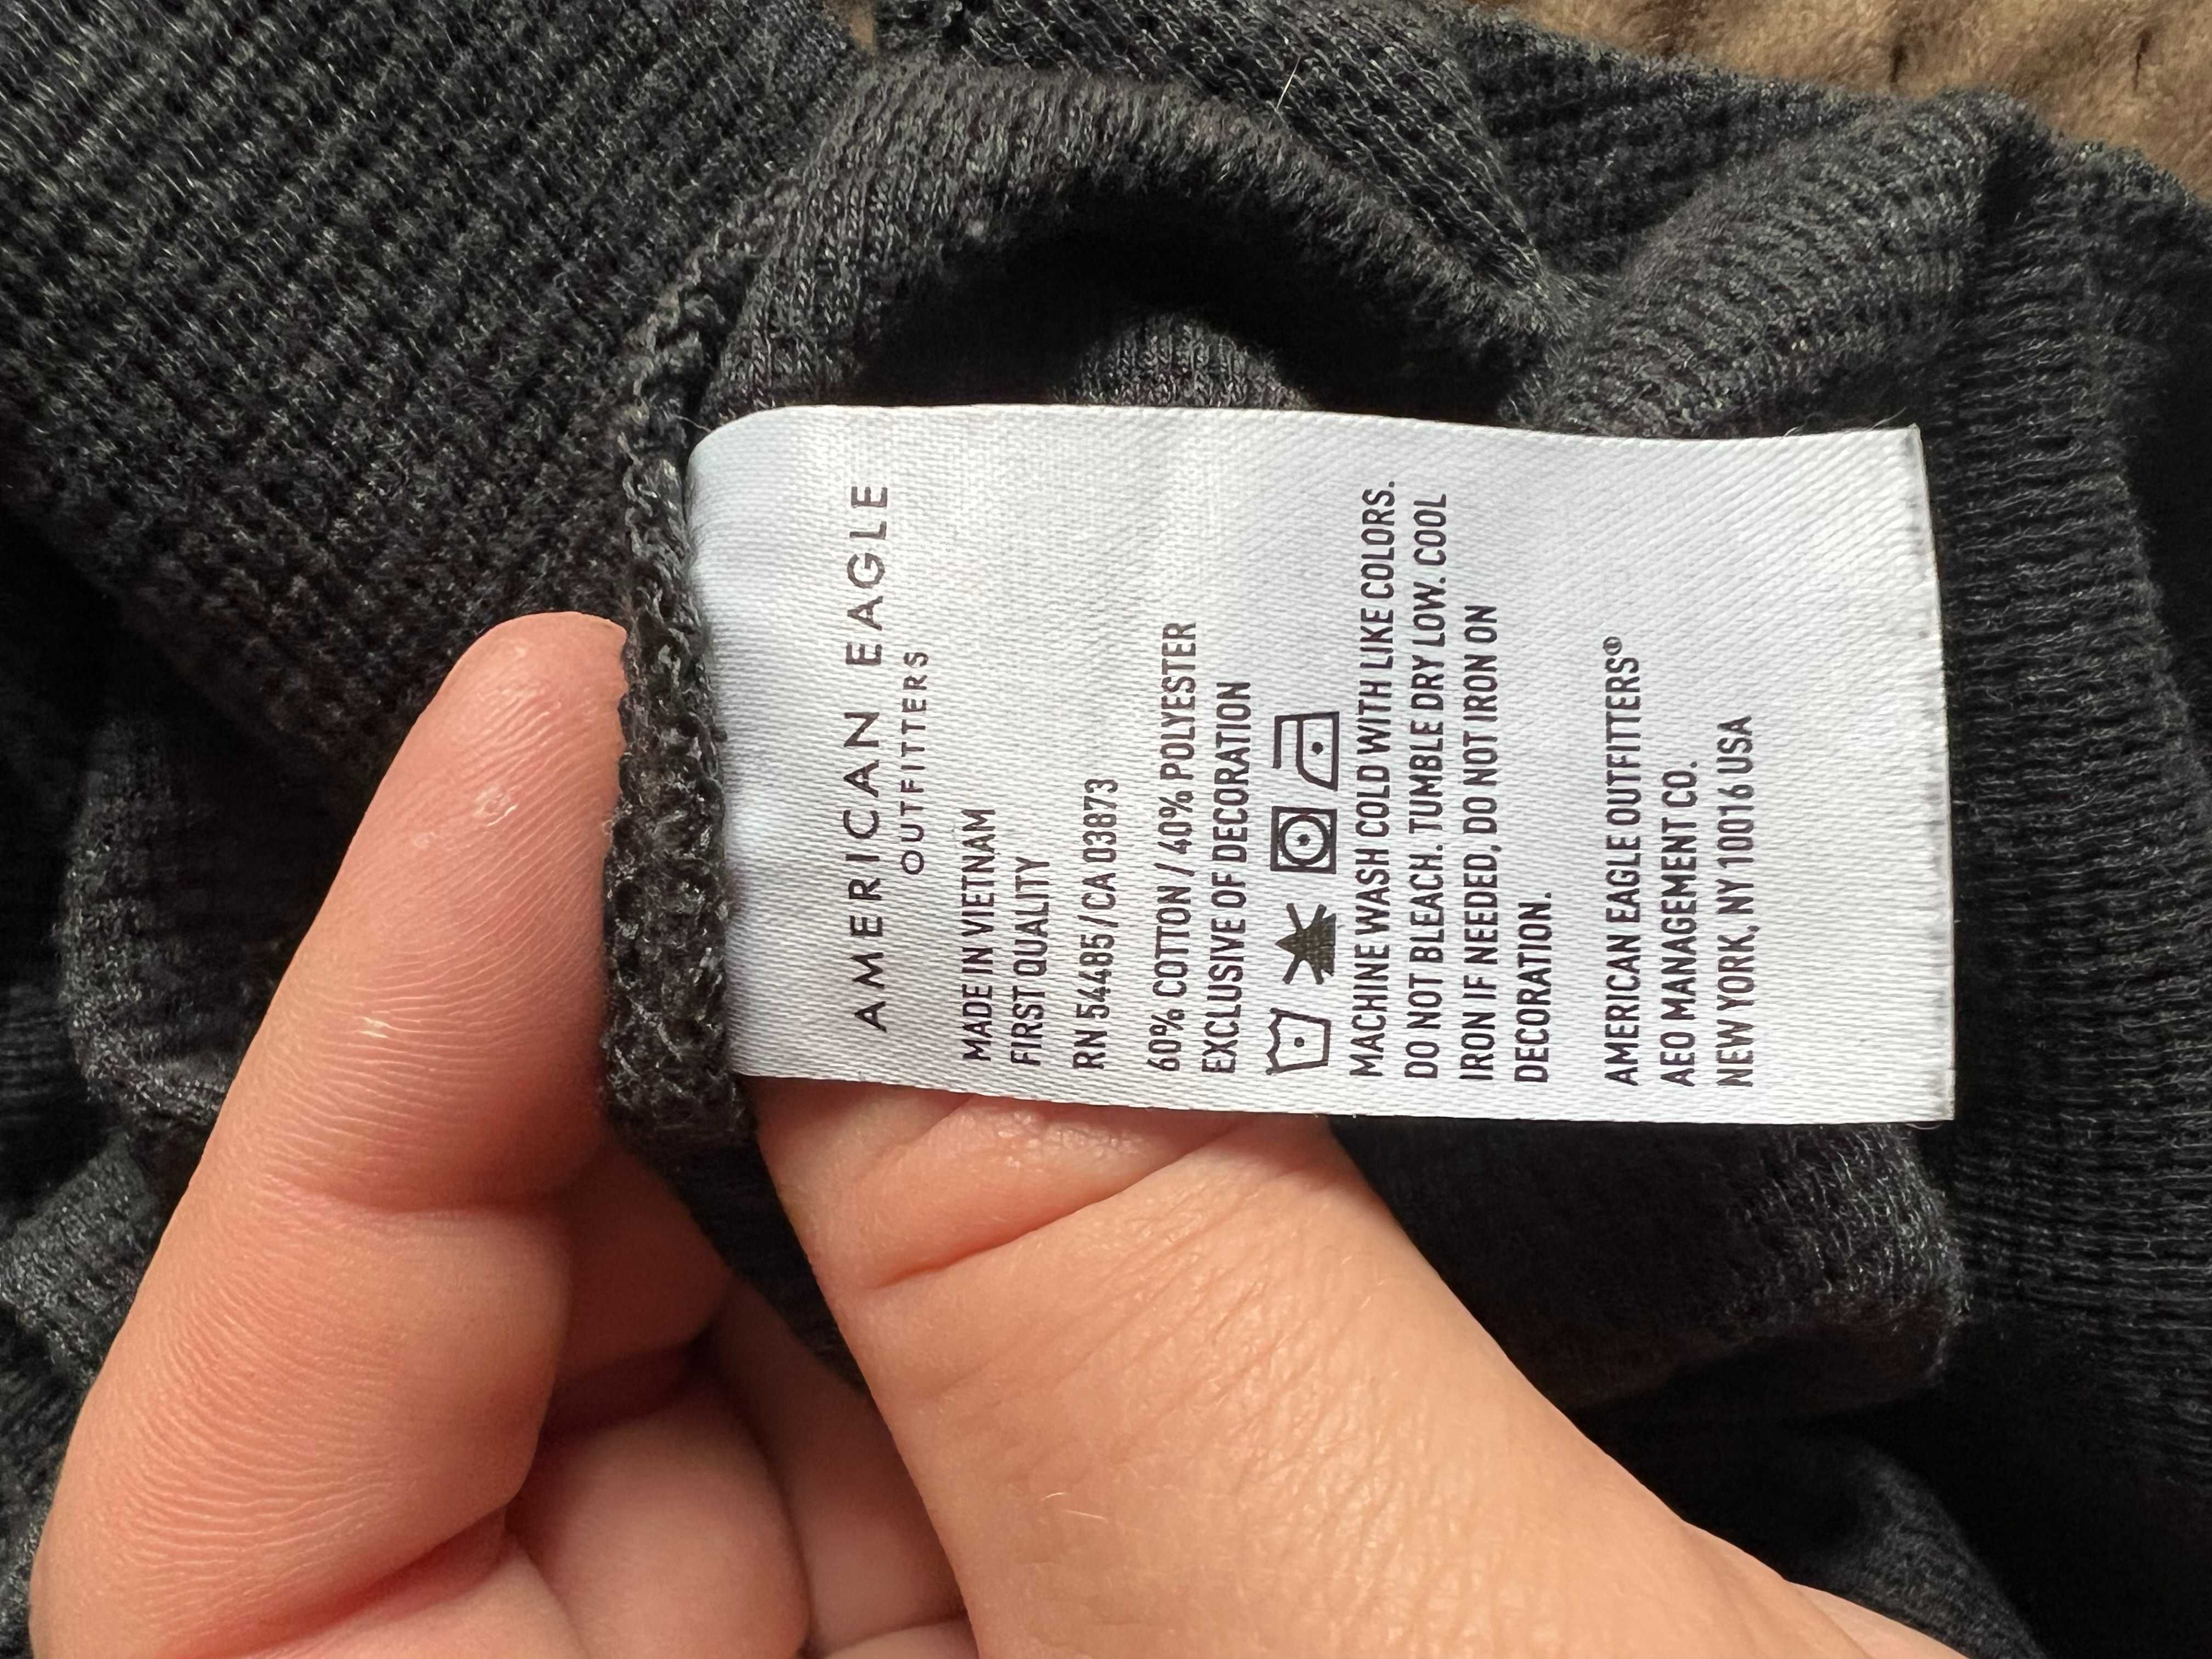 AMERICAN EAGLE
OUTFITTERS
MADE IN VIETNAM
FIRST QUALITY
RN 54485/CA 03873
60% COTTON / 40% POLYESTER
EXCLUSIVE OF DECORATION
MACHINE WASH COLD WITH LIKE COLORS.
DO NOT BLEACH. TUMBLE DRY LOW. COOL
IRON IF NEEDED, DO NOT IRON ON
DECORATION.
AMERICAN EAGLE OUTFITTERS®
AEO MANAGEMENT CO.
NEW YORK, NY 10016 USA